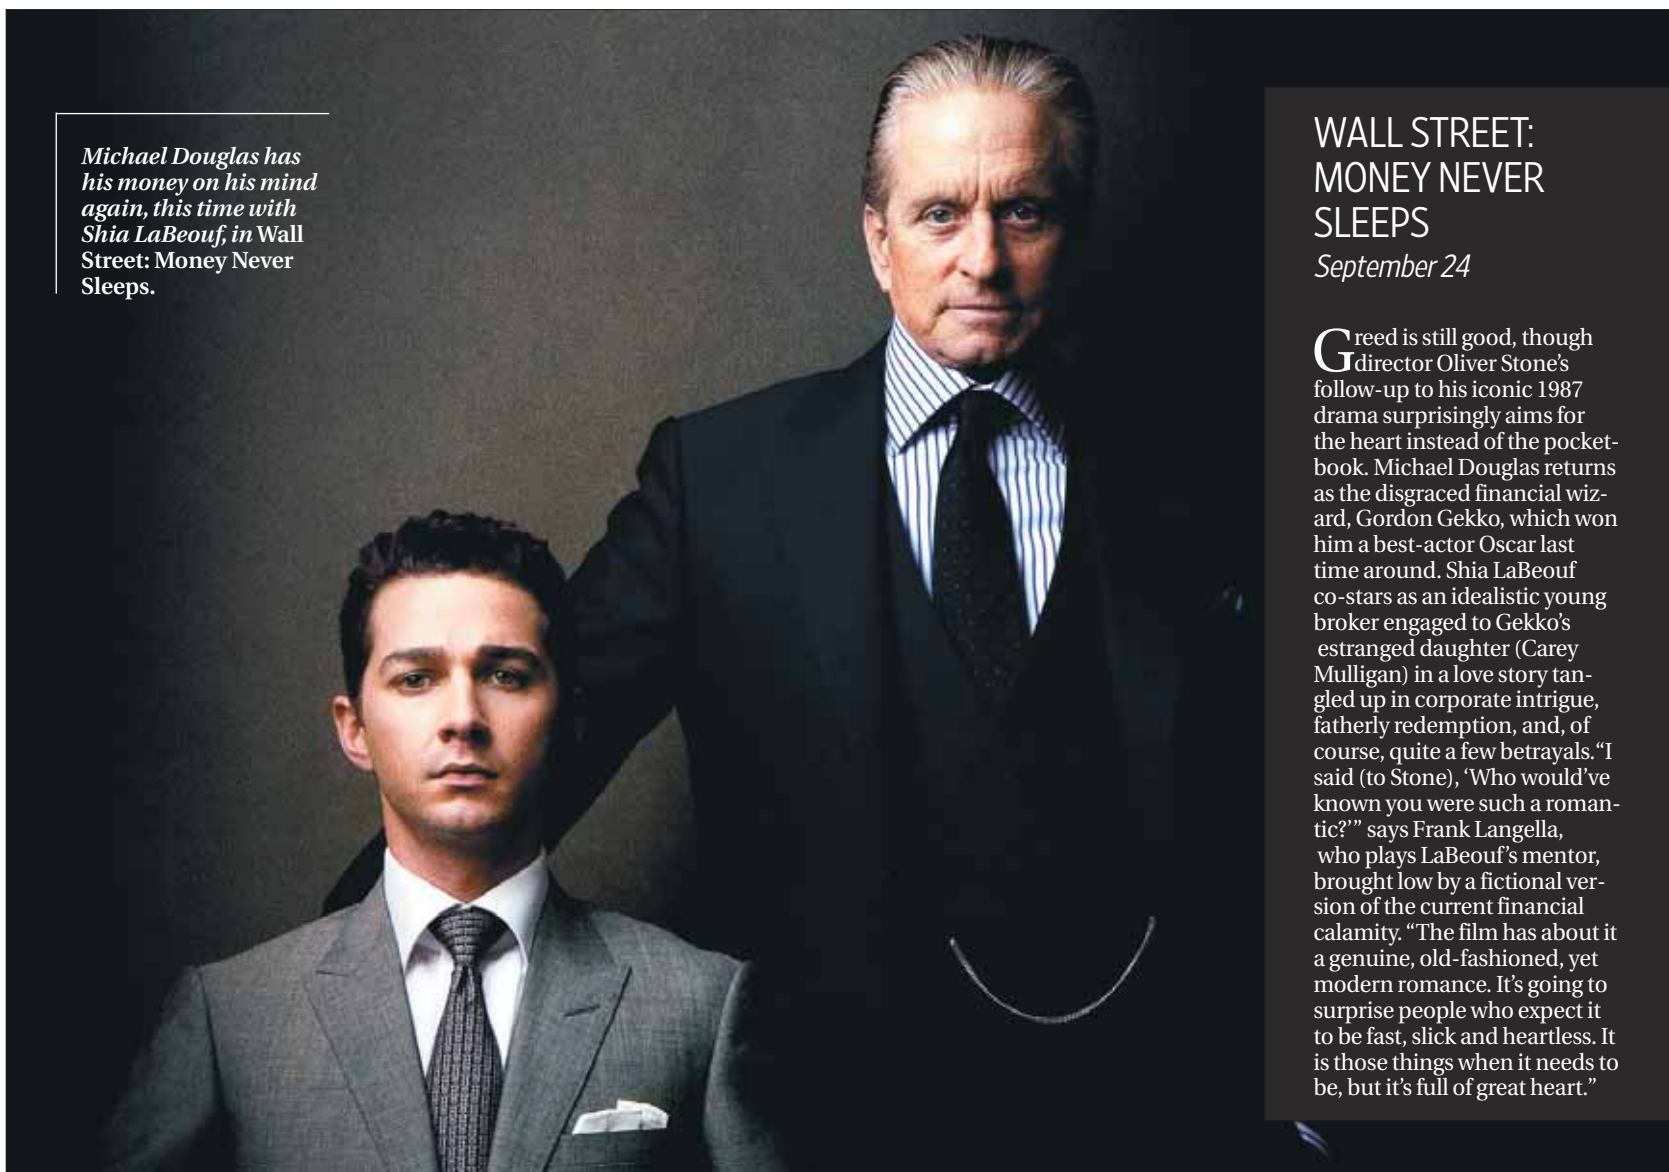 Michael Douglas has
his money on his mind
again, this time with
Shia LaBeouf, in Wall
Street: Money Never
Sleeps.
WALL STREET:
MONEY NEVER
SLEEPS
September 24
Greed is still good, though
director Oliver Stone’s
follow-up to his iconic 1987
drama surprisingly aims for
the heart instead of the pocket-
book. Michael Douglas returns
as the disgraced financial wiz-
ard, Gordon Gekko, which won
him a best-actor Oscar last
time around. Shia LaBeouf
co-stars as an idealistic young
broker engaged to Gekko’s
estranged daughter (Carey
Mulligan) in a love story tan-
gled up in corporate intrigue,
fatherly redemption, and, of
course, quite a few betrayals.“I
said (to Stone), ‘Who would’ve
known you were such a roman-
tic?’” says Frank Langella,
who plays LaBeouf’s mentor,
brought low by a fictional ver-
sion of the current financial
calamity. “The film has about it
a genuine, old-fashioned, yet
modern romance. It’s going to
surprise people who expect it
to be fast, slick and heartless. It
is those things when it needs to
be, but it’s full of great heart.”